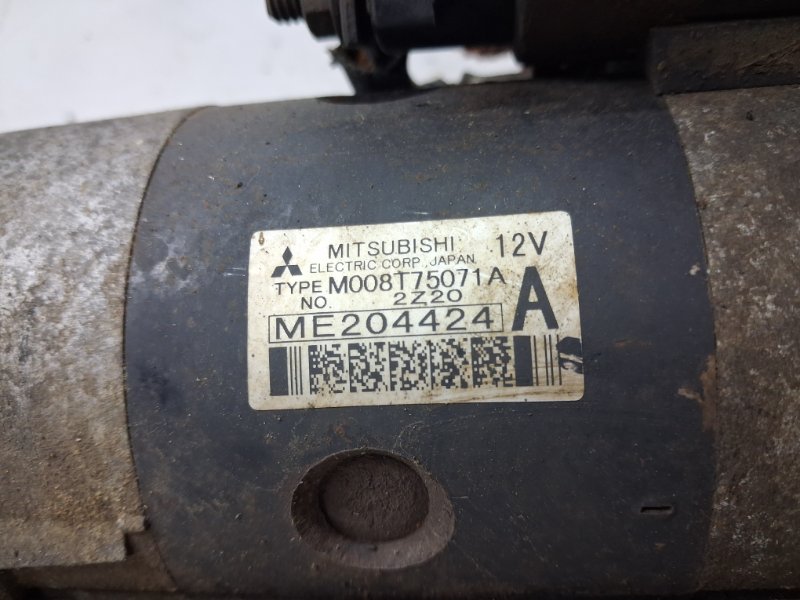 MITSUBISHI 12V
ELECTRIC CORP. JAPAN
TYPE M008T75071A
NO. 2Z20 A
ME204424